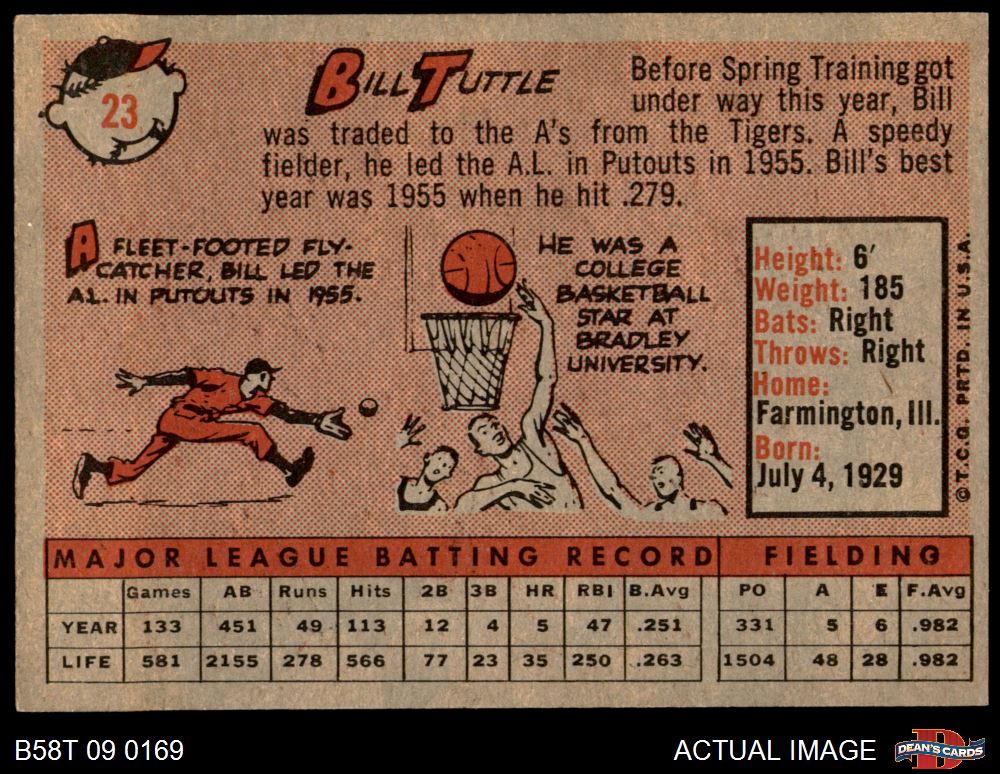 23
BILL TUTTLE
Before Spring Training got
under way this year, Bill
was traded to the A's from the Tigers. A speedy
fielder, he led the A.L. in Putouts in 1955. Bill's best
year was 1955 when he hit .279.
A FLEET-FOOTED FLY-
CATCHER, BILL LED THE
A.L. IN PUTOUTS IN 1955.
HE WAS A
COLLEGE
BASKETBALL
STAR AT
BRADLEY
UNIVERSITY.
Height: 6'
Weight: 185
Bats: Right
Throws: Right
Home:
Farmington, Ill.
Born:
July 4, 1929
© T.C.G. PRTD. IN U.S.A.
MAJOR LEAGUE BATTING RECORD FIELDING
Games AB Runs Hits 2B 3B HR RBI B.Avg PO A E F.Avg
YEAR 133 451 49 113 12 4 5 47 .251 331 5 6 .982
LIFE 581 2155 278 566 77 23 35 250 .263 1504 48 28 .982
B58T 09 0169
ACTUAL IMAGE
DEAN'S CARDS